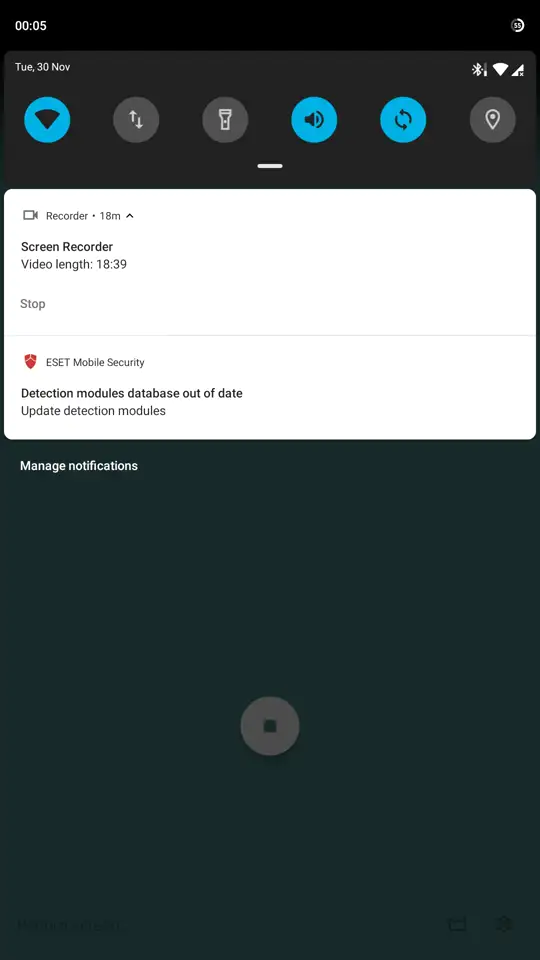 00:05
55
Tue, 30 Nov
Recorder • 18m
Screen Recorder
Video length: 18:39
Stop
ESET Mobile Security
Detection modules database out of date
Update detection modules
Manage notifications